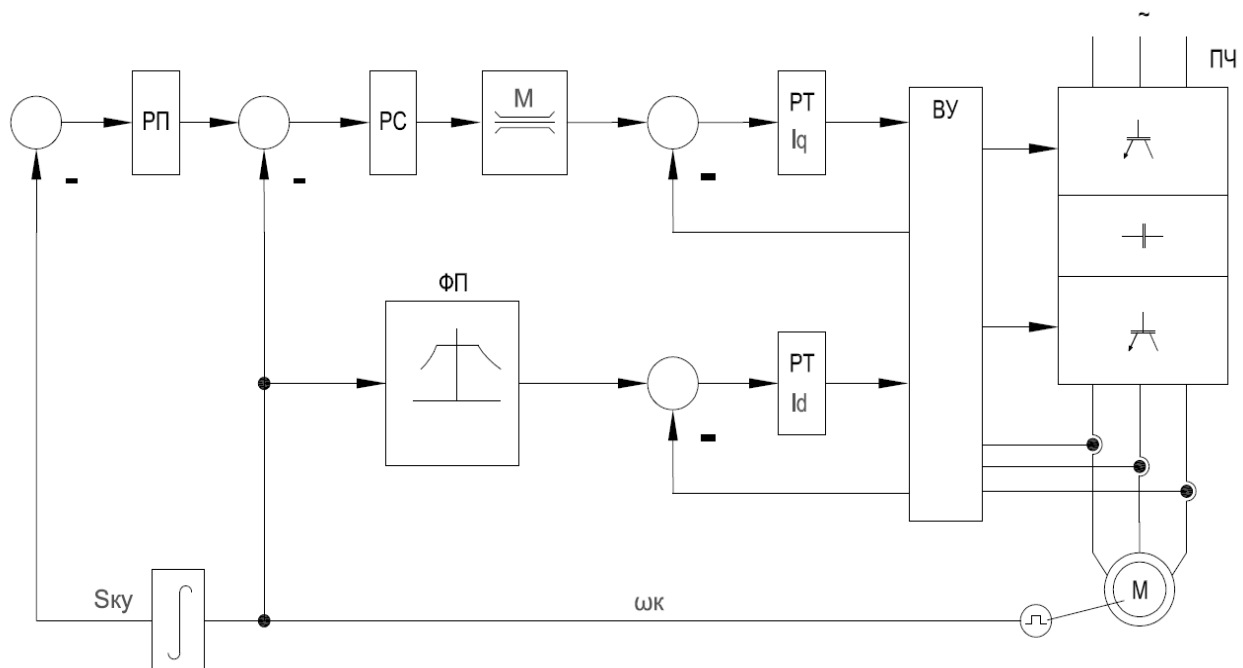 ~
ПЧ
РП
РС
М
РТ
Iq
ВУ
-
-
-
ФП
РТ
Id
-
М
Sку
ωк